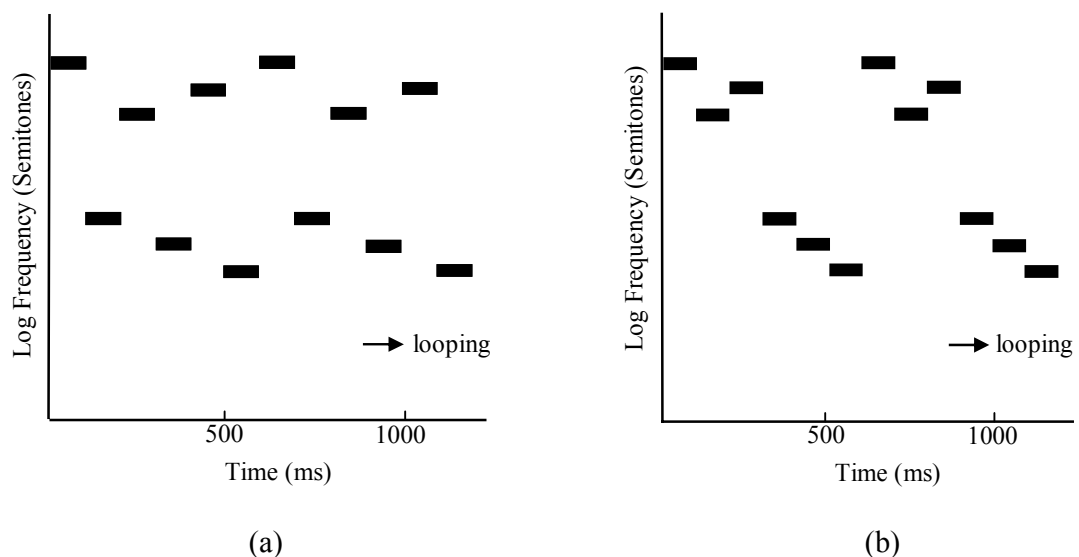 Log Frequency (Semitones)
looping
500
1000
Time (ms)
(a)
Log Frequency (Semitones)
looping
500
1000
Time (ms)
(b)